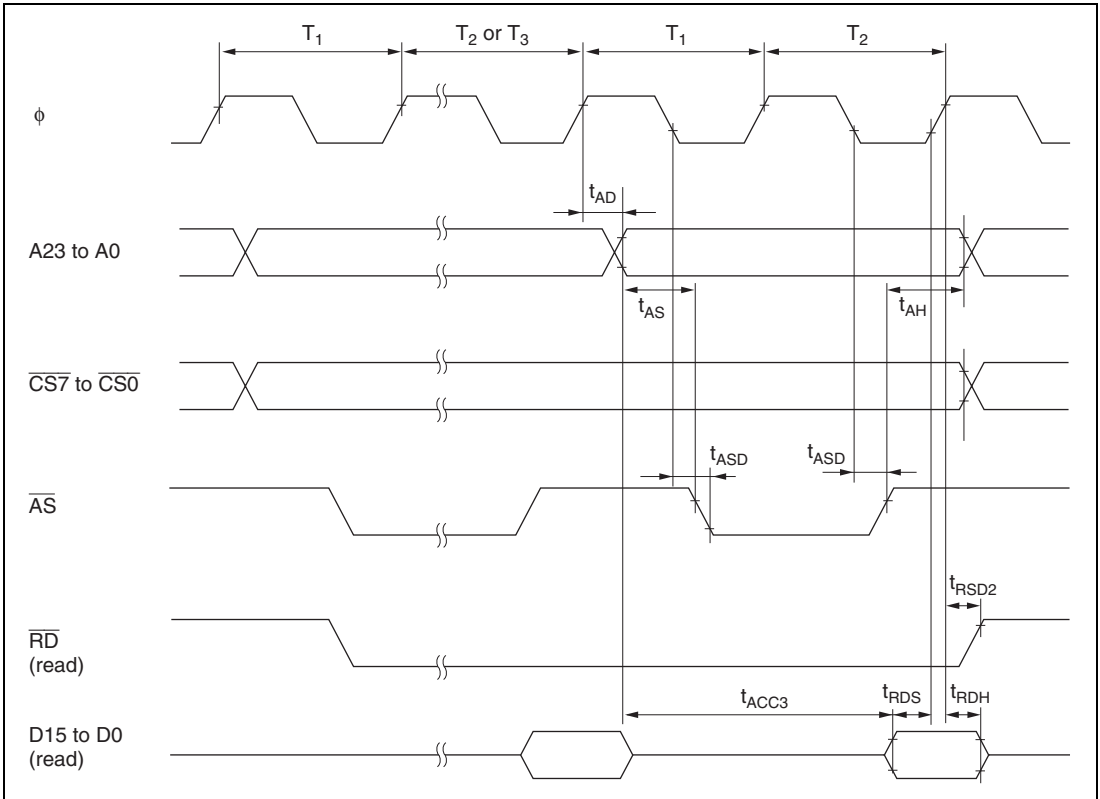 T1 T2 or T3 T1 T2
ϕ
tAD
A23 to A0
tAS tAH
CS7 to CS0
tASD tASD
AS
tRSD2
RD
(read)
tACC3 tRDS tRDH
D15 to D0
(read)